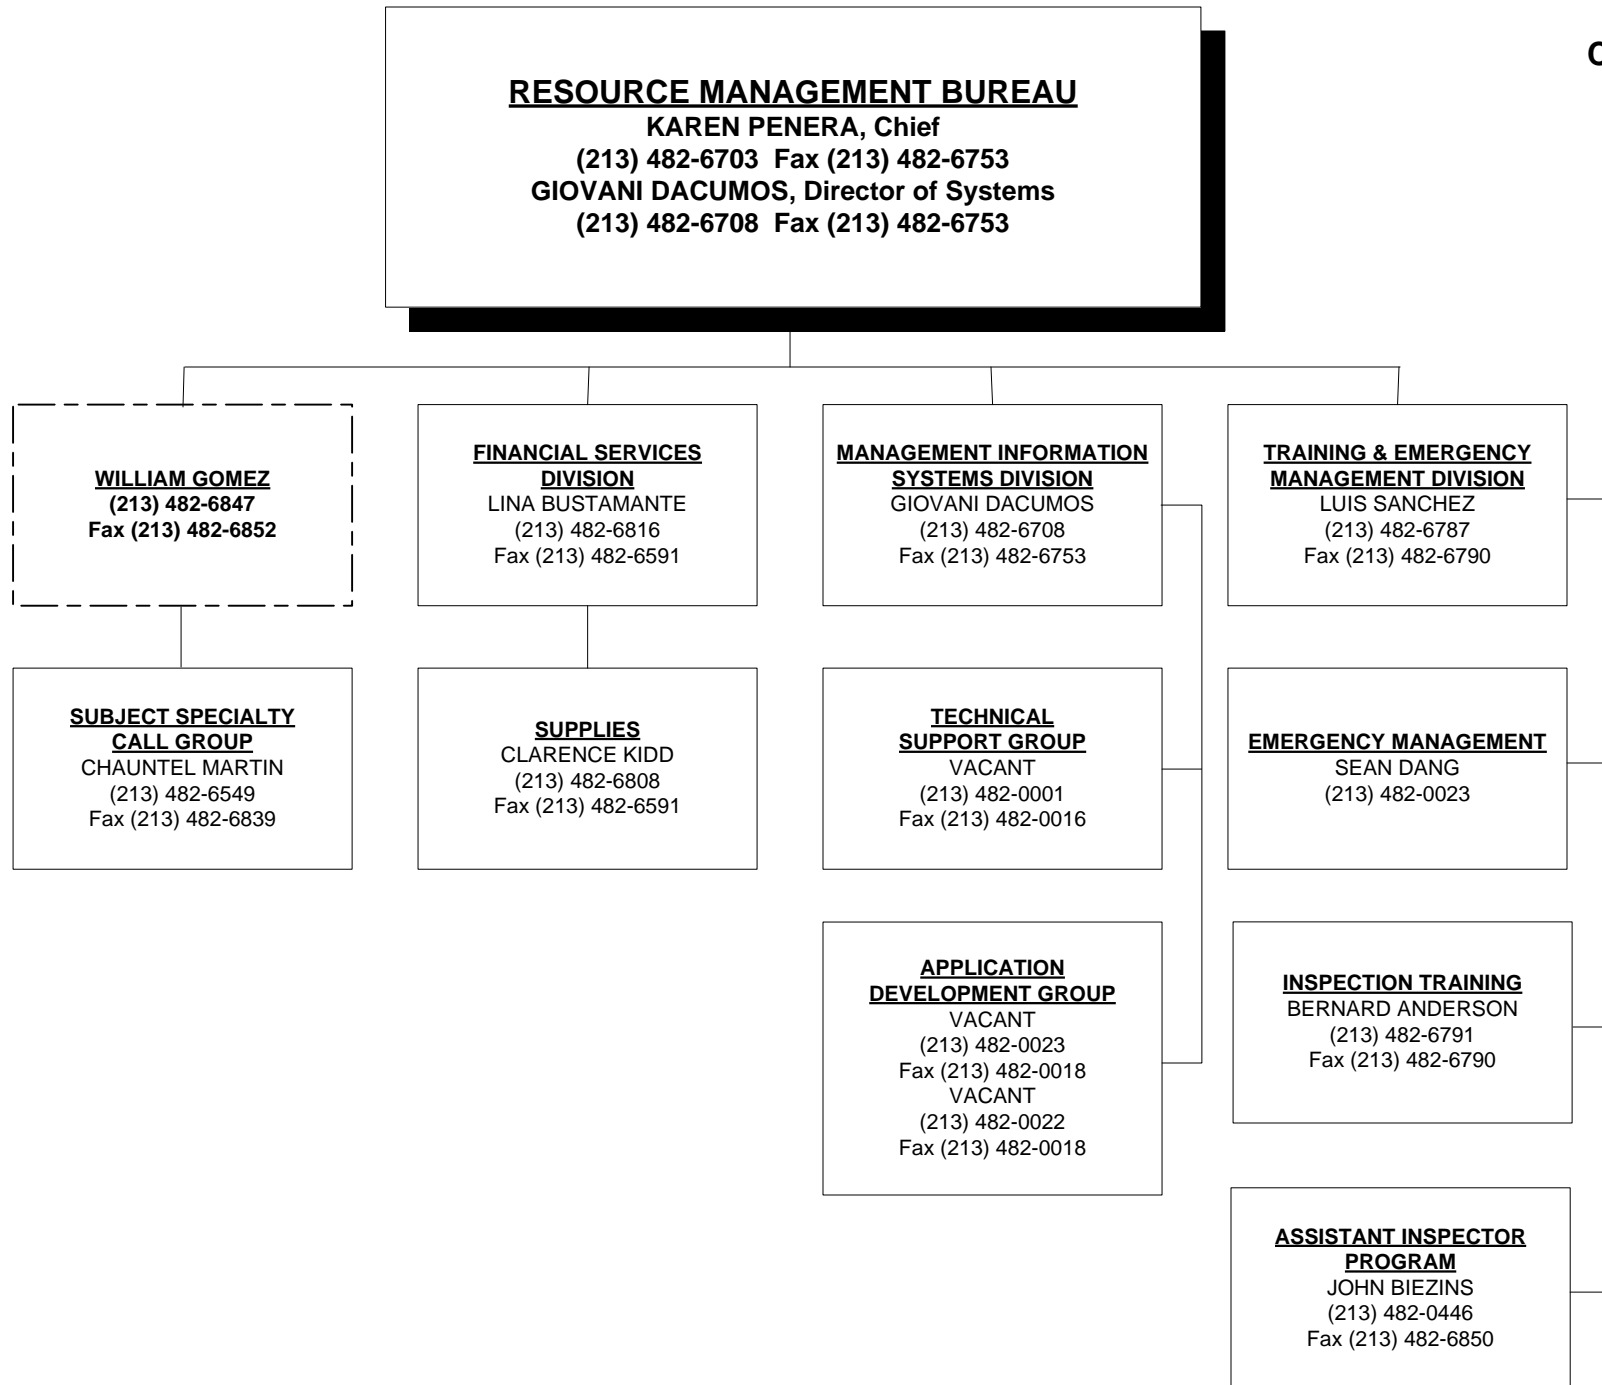 RESOURCE MANAGEMENT BUREAU
KAREN PENERA, Chief
(213) 482-6703 Fax (213) 482-6753
GIOVANI DACUMOS, Director of Systems
(213) 482-6708 Fax (213) 482-6753
WILLIAM GOMEZ
(213) 482-6847
Fax (213) 482-6852
FINANCIAL SERVICES
DIVISION
LINA BUSTAMANTE
(213) 482-6816
Fax (213) 482-6591
MANAGEMENT INFORMATION
SYSTEMS DIVISION
GIOVANI DACUMOS
(213) 482-6708
Fax (213) 482-6753
TRAINING & EMERGENCY
MANAGEMENT DIVISION
LUIS SANCHEZ
(213) 482-6787
Fax (213) 482-6790
SUBJECT SPECIALTY
CALL GROUP
CHAUNTEL MARTIN
(213) 482-6549
Fax (213) 482-6839
SUPPLIES
CLARENCE KIDD
(213) 482-6808
Fax (213) 482-6591
TECHNICAL
SUPPORT GROUP
VACANT
(213) 482-0001
Fax (213) 482-0016
EMERGENCY MANAGEMENT
SEAN DANG
(213) 482-0023
APPLICATION
DEVELOPMENT GROUP
VACANT
(213) 482-0023
Fax (213) 482-0018
VACANT
(213) 482-0022
Fax (213) 482-0018
INSPECTION TRAINING
BERNARD ANDERSON
(213) 482-6791
Fax (213) 482-6790
ASSISTANT INSPECTOR
PROGRAM
JOHN BIEZINS
(213) 482-0446
Fax (213) 482-6850